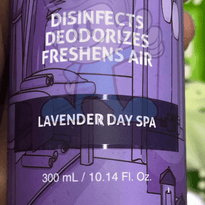 DISINFECTS
DEODORIZES
FRESHENS AIR
LAVENDER DAY SPA
300 mL / 10.14 Fl. Oz.